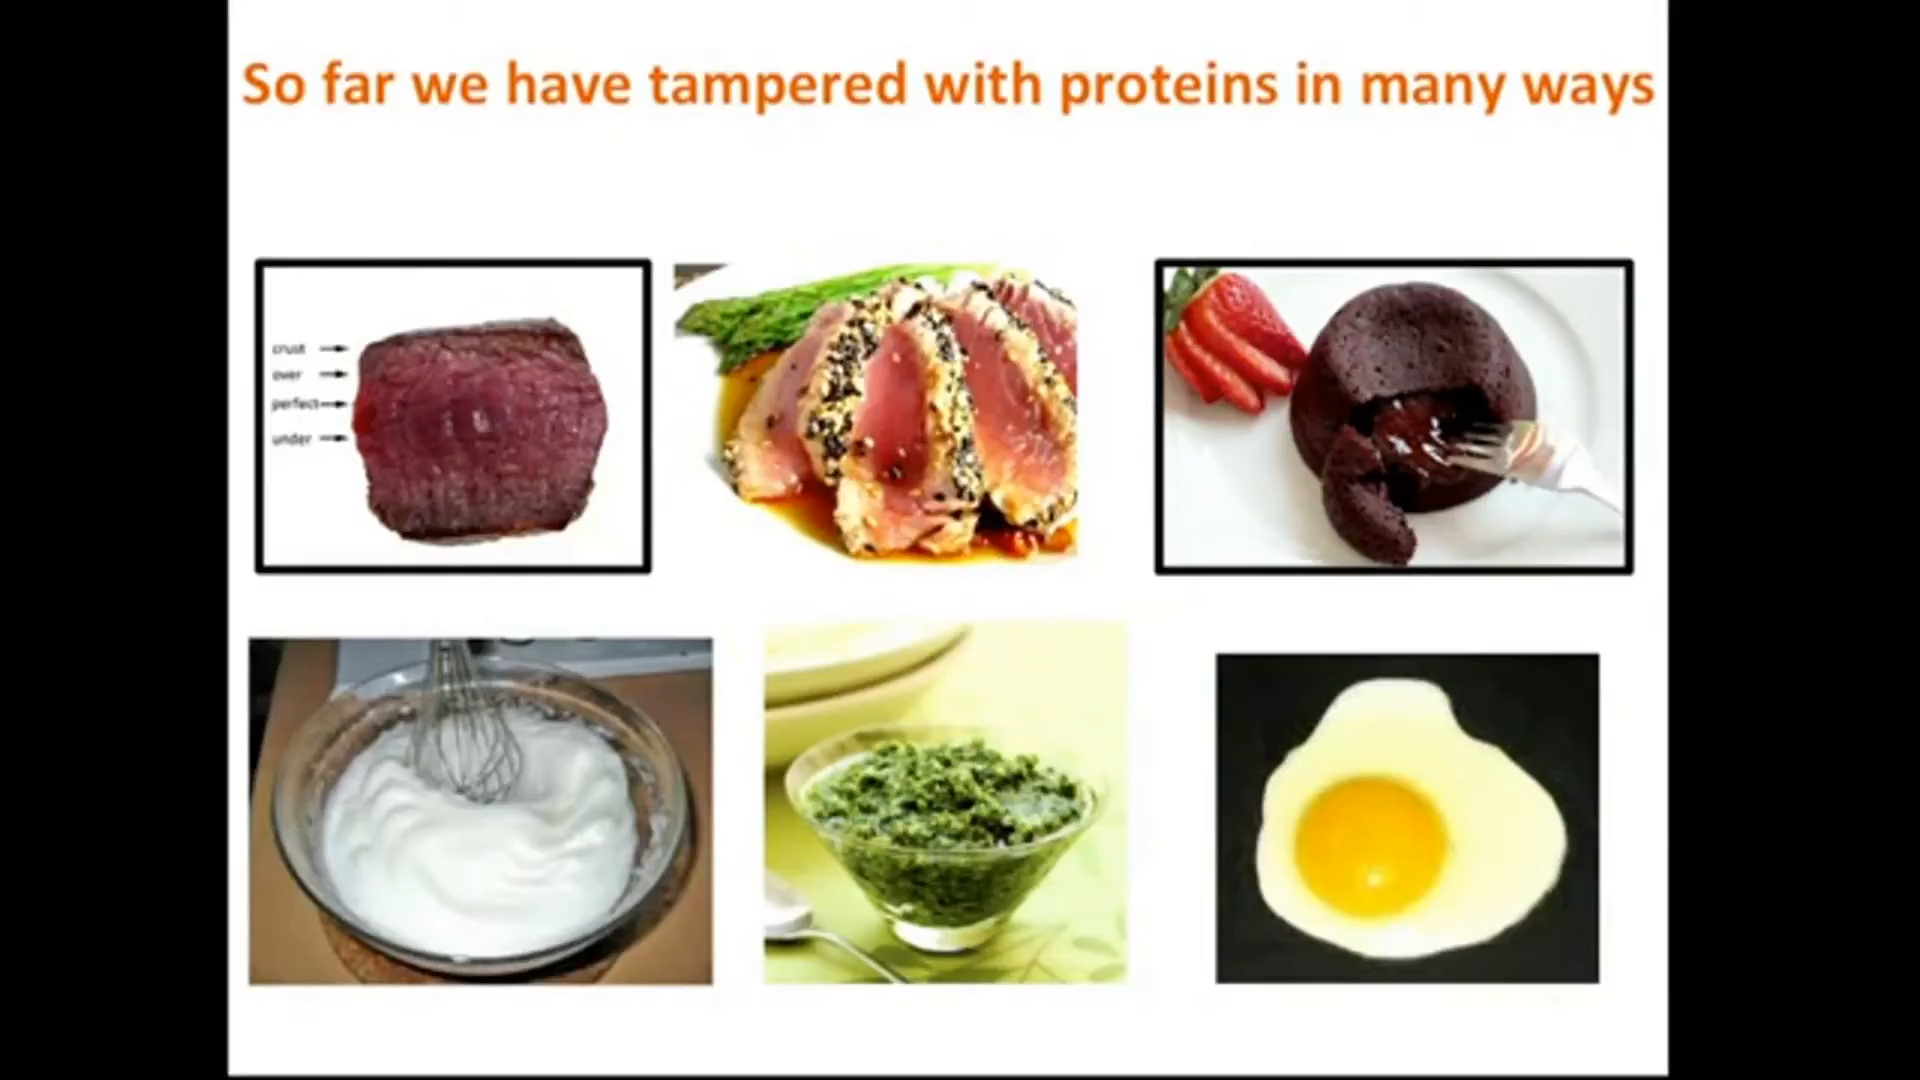 So far we have tampered with proteins in many ways
crust
over
perfect
under